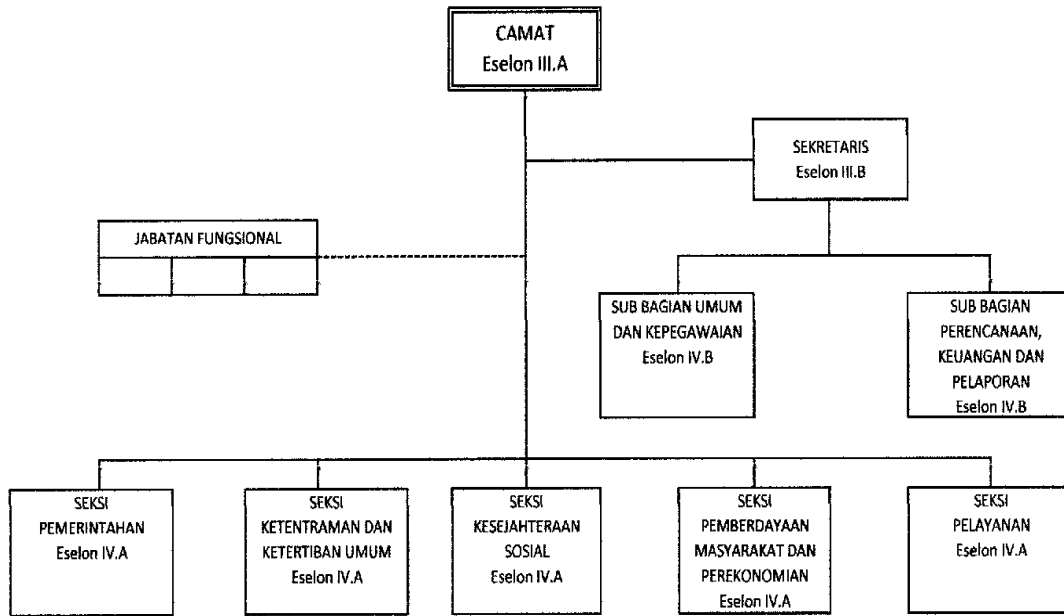 CAMAT
Eselon III.A
SEKRETARIS
Eselon III.B
JABATAN FUNGSIONAL
SUB BAGIAN UMUM
DAN KEPEGAWAIAN
Eselon IV.B
SUB BAGIAN
PERENCANAAN,
KEUANGAN DAN
PELAPORAN
Eselon IV.B
SEKSI
PEMERINTAHAN
Eselon IV.A
SEKSI
KETENTRAMAN DAN
KETERTIBAN UMUM
Eselon IV.A
SEKSI
KESEJAHTERAAN
SOSIAL
Eselon IV.A
SEKSI
PEMBERDAYAAN
MASYARAKAT DAN
PEREKONOMIAN
Eselon IV.A
SEKSI
PELAYANAN
Eselon IV.A